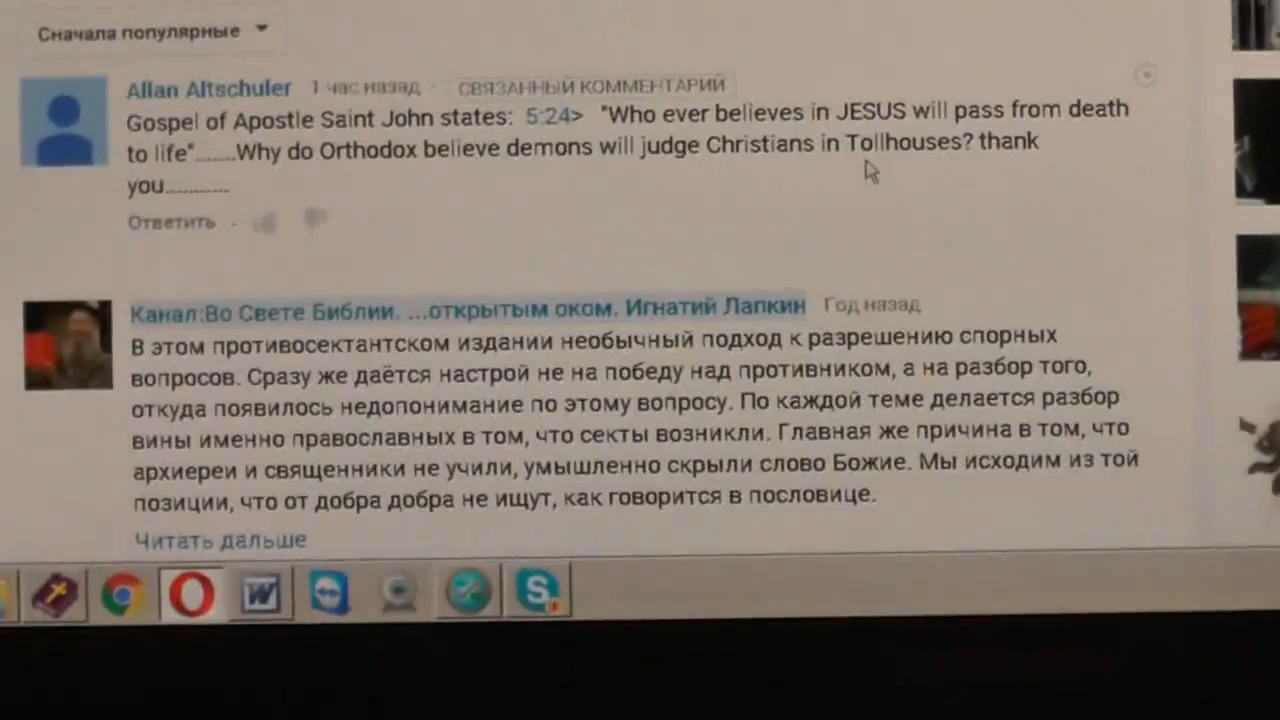 Сначала популярные
Allan Altschuler 1 час назад · СВЯЗАННЫЙ КОММЕНТАРИЙ
Gospel of Apostle Saint John states: 5:24> "Who ever believes in JESUS will pass from death
to life"........Why do Orthodox believe demons will judge Christians in Tollhouses? thank
you............
Ответить ·
Канал:Во Свете Библии. ...открытым оком. Игнатий Лапкин Год назад
В этом противосектантском издании необычный подход к разрешению спорных
вопросов. Сразу же даётся настрой не на победу над противником, а на разбор того,
откуда появилось недопонимание по этому вопросу. По каждой теме делается разбор
вины именно православных в том, что секты возникли. Главная же причина в том, что
архиереи и священники не учили, умышленно скрыли слово Божие. Мы исходим из той
позиции, что от добра добра не ищут, как говорится в пословице.
Читать дальше